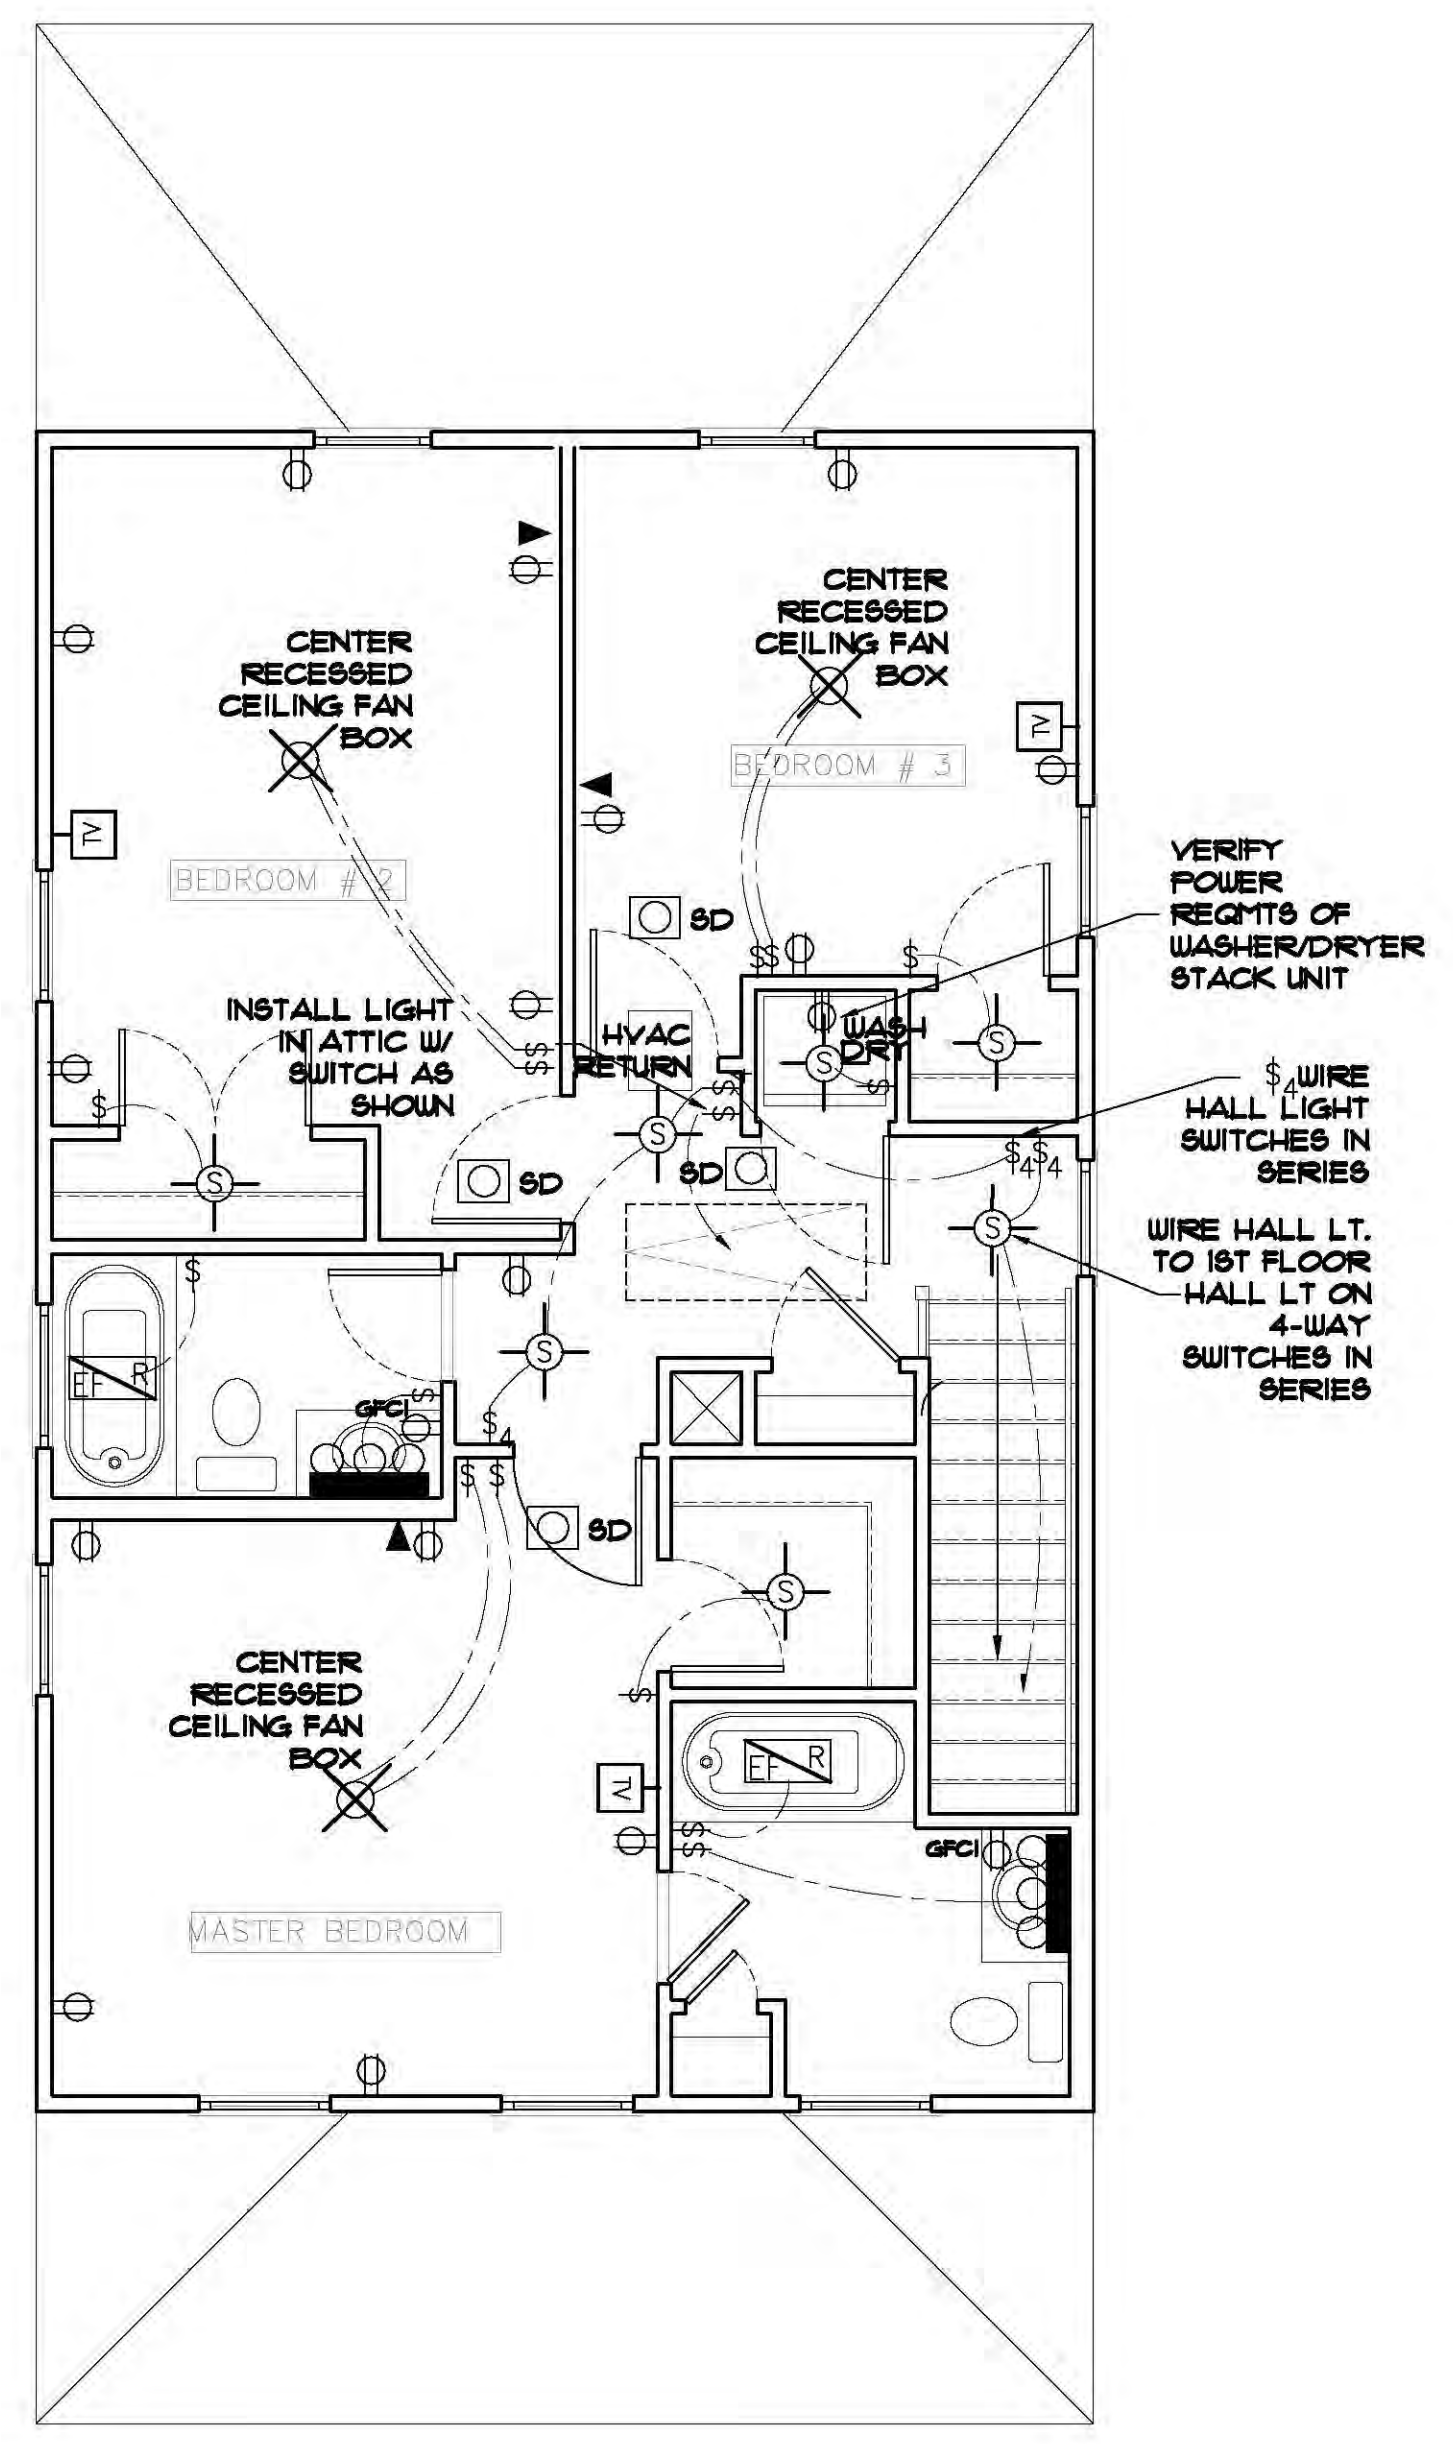 CENTER
RECESSED
CEILING FAN
BOX
CENTER
RECESSED
CEILING FAN
BOX
TV
BEDROOM # 3
TV
BEDROOM # 2
VERIFY
POWER
REQMTS OF
WASHER/DRYER
STACK UNIT
SD
$$
$
INSTALL LIGHT
IN ATTIC W/
SWITCH AS
SHOWN
$
$
HVAC
RETURN
WASH
DRY
S
S
$
$
$
$
$4 WIRE
HALL LIGHT
SWITCHES IN
SERIES
S
SD
SD
$4 $4
S
S
WIRE HALL LT.
TO 1ST FLOOR
HALL LT ON
4-WAY
SWITCHES IN
SERIES
$
EF R
S
GFCI
$
$4
$ $
SD
S
$
CENTER
RECESSED
CEILING FAN
BOX
TV
EF R
$
$
GFCI
MASTER BEDROOM